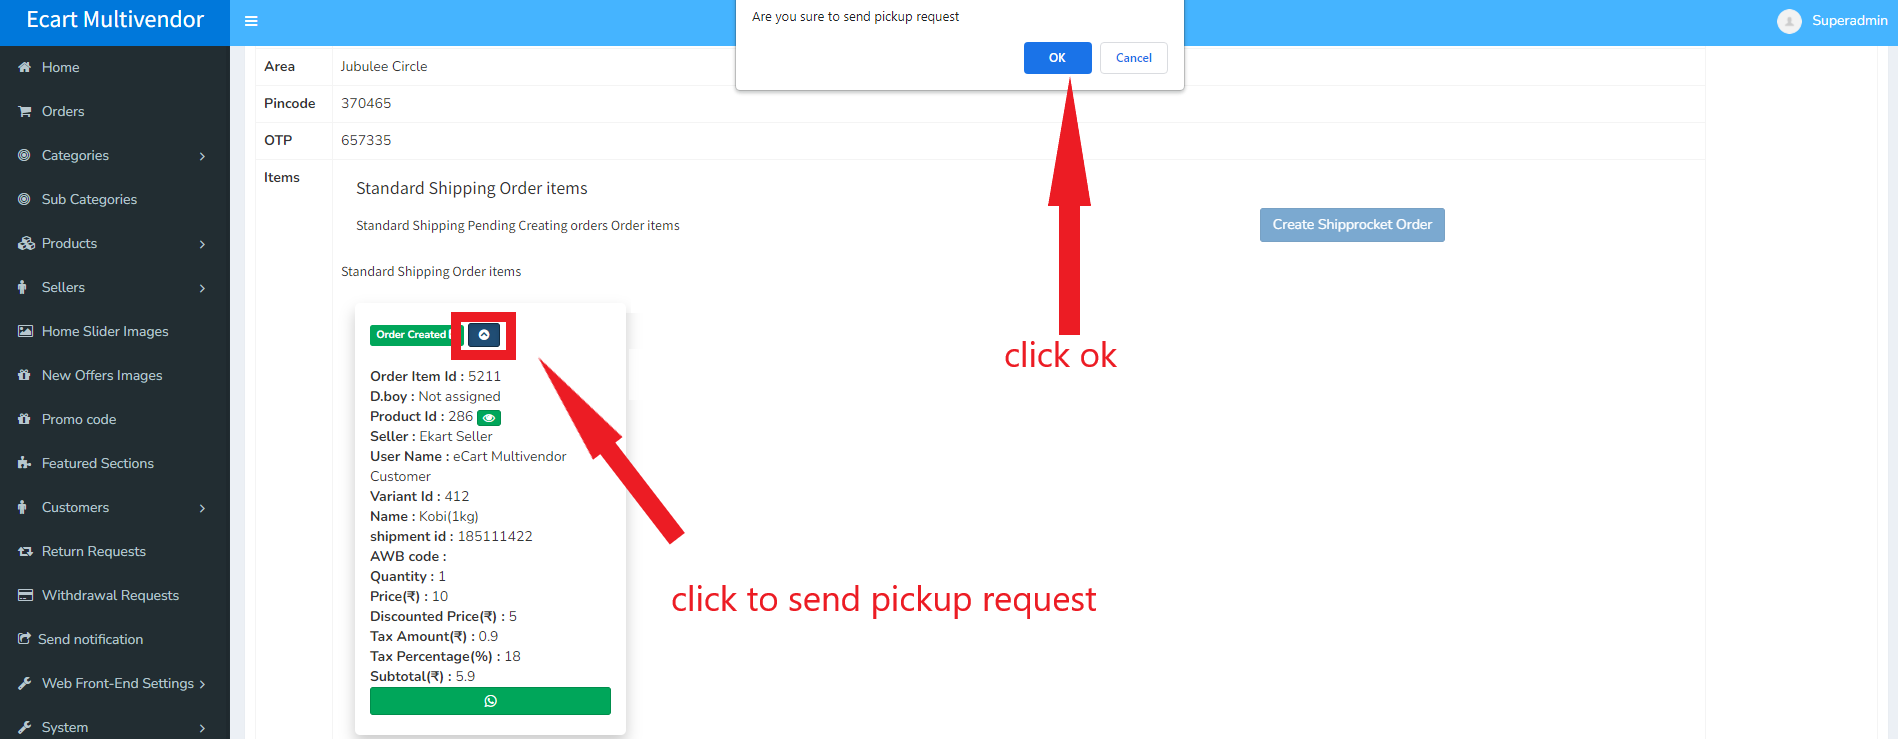 Ecart Multivendor
Superadmin
Are you sure to send pickup request
OK
Cancel
Home
Orders
Categories
Sub Categories
Products
Sellers
Home Slider Images
New Offers Images
Promo code
Featured Sections
Customers
Return Requests
Withdrawal Requests
Send notification
Web Front-End Settings
System
Area Jubulee Circle
Pincode 370465
OTP 657335
Items
Standard Shipping Order items
Standard Shipping Pending Creating orders Order items
Create Shipprocket Order
Standard Shipping Order items
Order Created
Order Item Id : 5211
D.boy : Not assigned
Product Id : 286
Seller : Ekart Seller
User Name : eCart Multivendor
Customer
Variant Id : 412
Name : Kobi(1kg)
shipment id : 185111422
AWB code :
Quantity : 1
Price(₹) : 10
Discounted Price(₹) : 5
Tax Amount(₹) : 0.9
Tax Percentage(%) : 18
Subtotal(₹) : 5.9
click ok
click to send pickup request